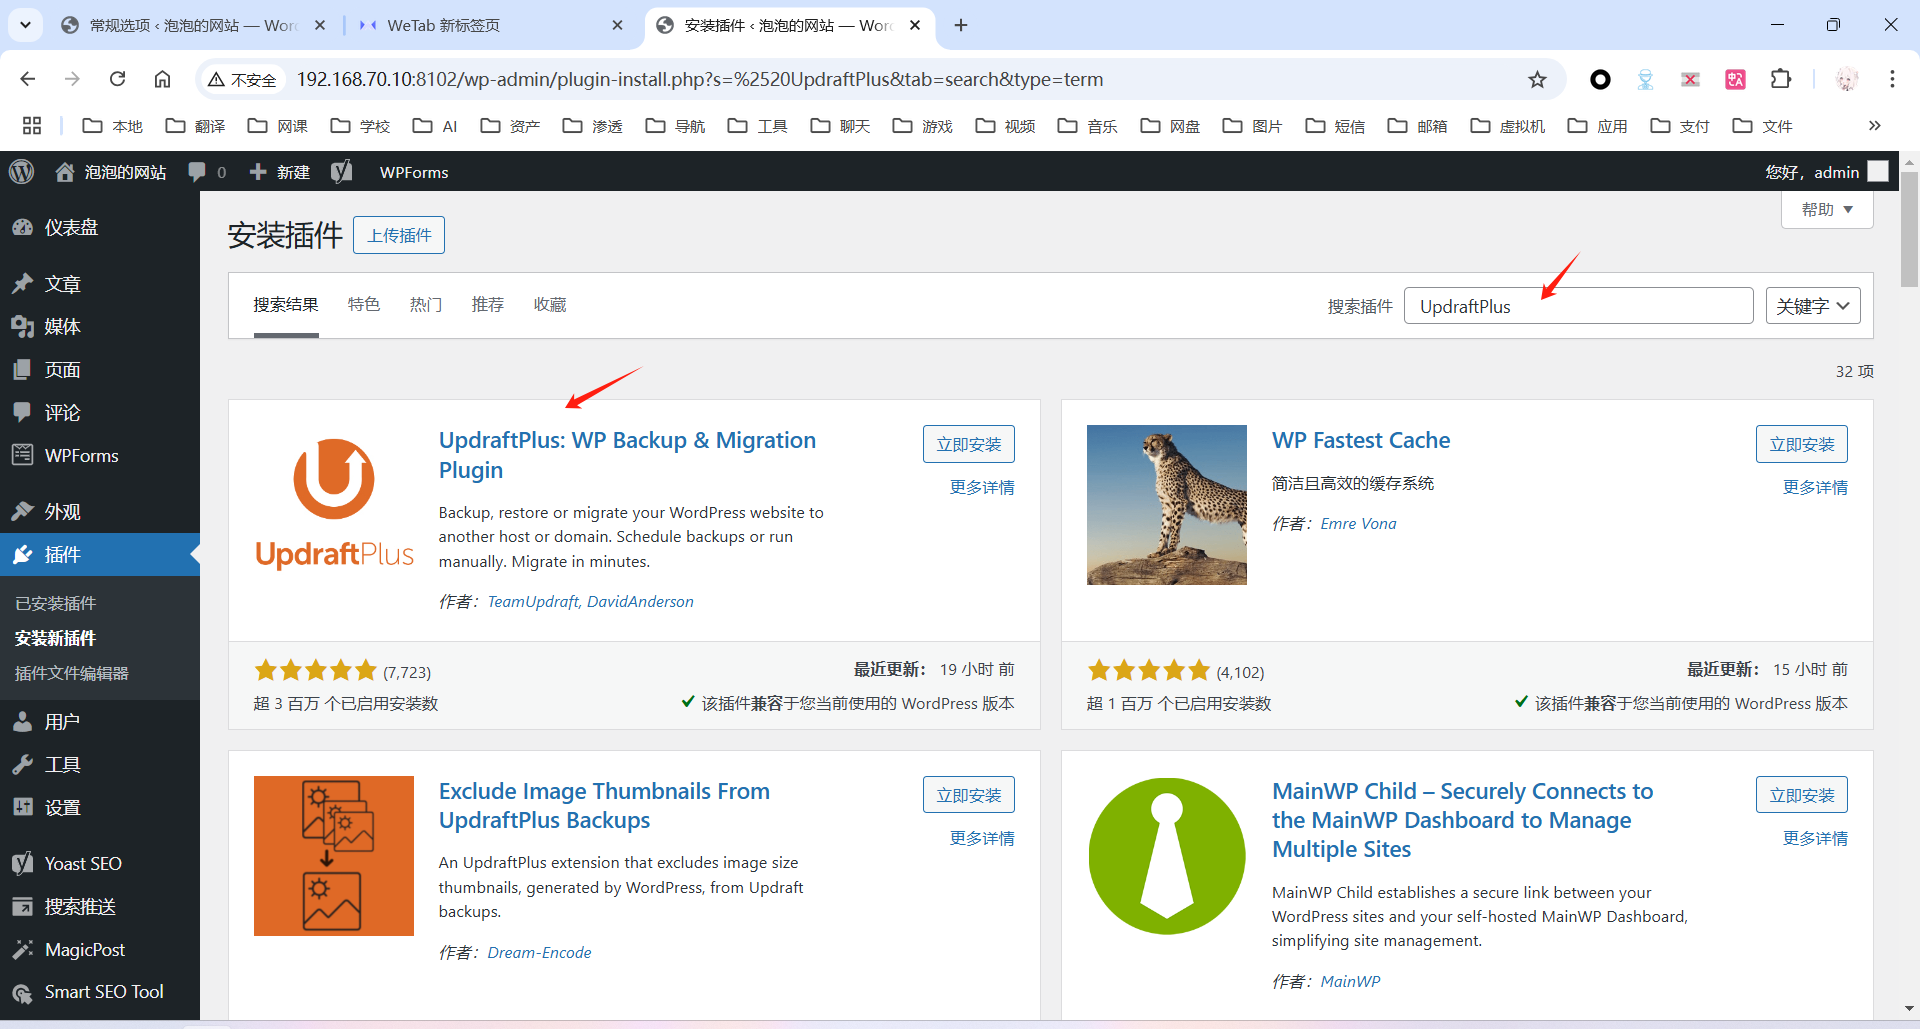 常规选项 ‹ 泡泡的网站 — Wor
WeTab 新标签页
安装插件 ‹ 泡泡的网站 — Wor
不安全
192.168.70.10:8102/wp-admin/plugin-install.php?s=%2520UpdraftPlus&tab=search&type=term
本地 翻译 网课 学校 AI 资产 渗透 导航 工具 聊天 游戏 视频 音乐 网盘 图片 短信 邮箱 虚拟机 应用 支付 文件
泡泡的网站 0 新建 WPForms
您好，admin
仪表盘
文章
媒体
页面
评论
WPForms
外观
插件
已安装插件
安装新插件
插件文件编辑器
用户
工具
设置
Yoast SEO
搜索推送
MagicPost
Smart SEO Tool
帮助
安装插件
上传插件
搜索结果 特色 热门 推荐 收藏
搜索插件
UpdraftPlus
关键字
32 项
UpdraftPlus
UpdraftPlus: WP Backup & Migration
Plugin
立即安装
更多详情
Backup, restore or migrate your WordPress website to
another host or domain. Schedule backups or run
manually. Migrate in minutes.
作者：TeamUpdraft, DavidAnderson
(7,723)
最近更新： 19 小时 前
超 3 百万 个已启用安装数
该插件兼容于您当前使用的 WordPress 版本
WP Fastest Cache
立即安装
更多详情
简洁且高效的缓存系统
作者：Emre Vona
(4,102)
最近更新： 15 小时 前
超 1 百万 个已启用安装数
该插件兼容于您当前使用的 WordPress 版本
Exclude Image Thumbnails From
UpdraftPlus Backups
立即安装
更多详情
An UpdraftPlus extension that excludes image size
thumbnails, generated by WordPress, from Updraft
backups.
作者：Dream-Encode
MainWP Child – Securely Connects to
the MainWP Dashboard to Manage
Multiple Sites
立即安装
更多详情
MainWP Child establishes a secure link between your
WordPress sites and your self-hosted MainWP Dashboard,
simplifying site management.
作者：MainWP